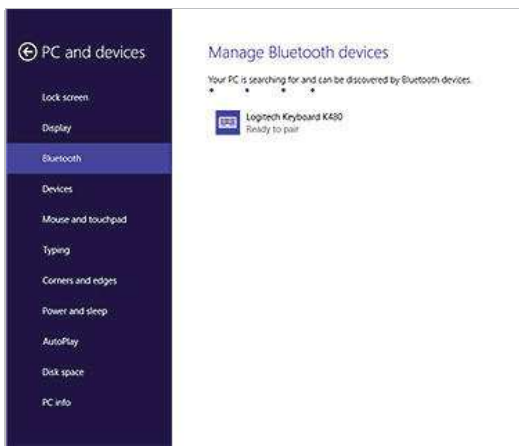 PC and devices
Lock screen
Display
Bluetooth
Devices
Mouse and touchpad
Typing
Corners and edges
Power and sleep
AutoPlay
Disk space
PC info
Manage Bluetooth devices
Your PC is searching for and can be discovered by Bluetooth devices.
Logitech Keyboard K480
Ready to pair